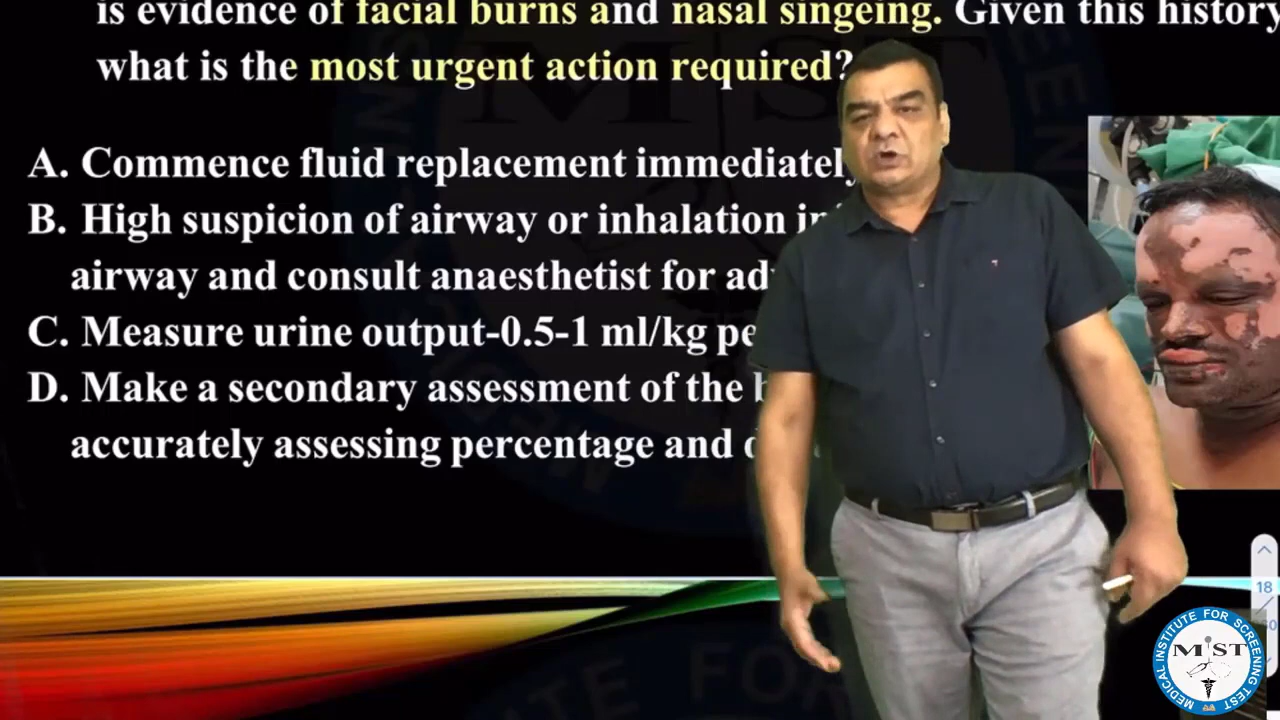 is evidence of facial burns and nasal singeing. Given this history
what is the most urgent action required?
A. Commence fluid replacement immediately
B. High suspicion of airway or inhalation
airway and consult anaesthetist for
C. Measure urine output-0.5-1 ml/kg
D. Make a secondary assessment of the
accurately assessing percentage and
18
MEDICAL INSTITUTE FOR SCREENING TEST
MIST